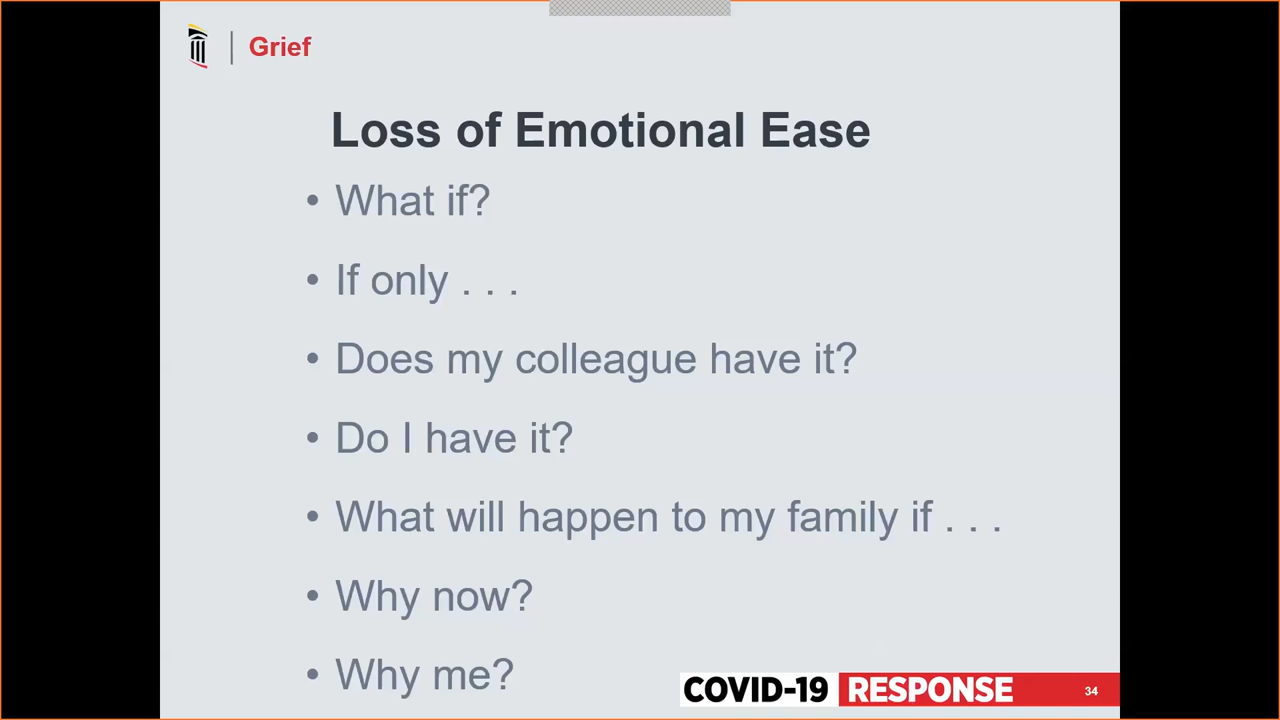 Grief
Loss of Emotional Ease
• What if?
• If only . . .
• Does my colleague have it?
• Do I have it?
• What will happen to my family if . . .
• Why now?
• Why me?
COVID-19 RESPONSE 34